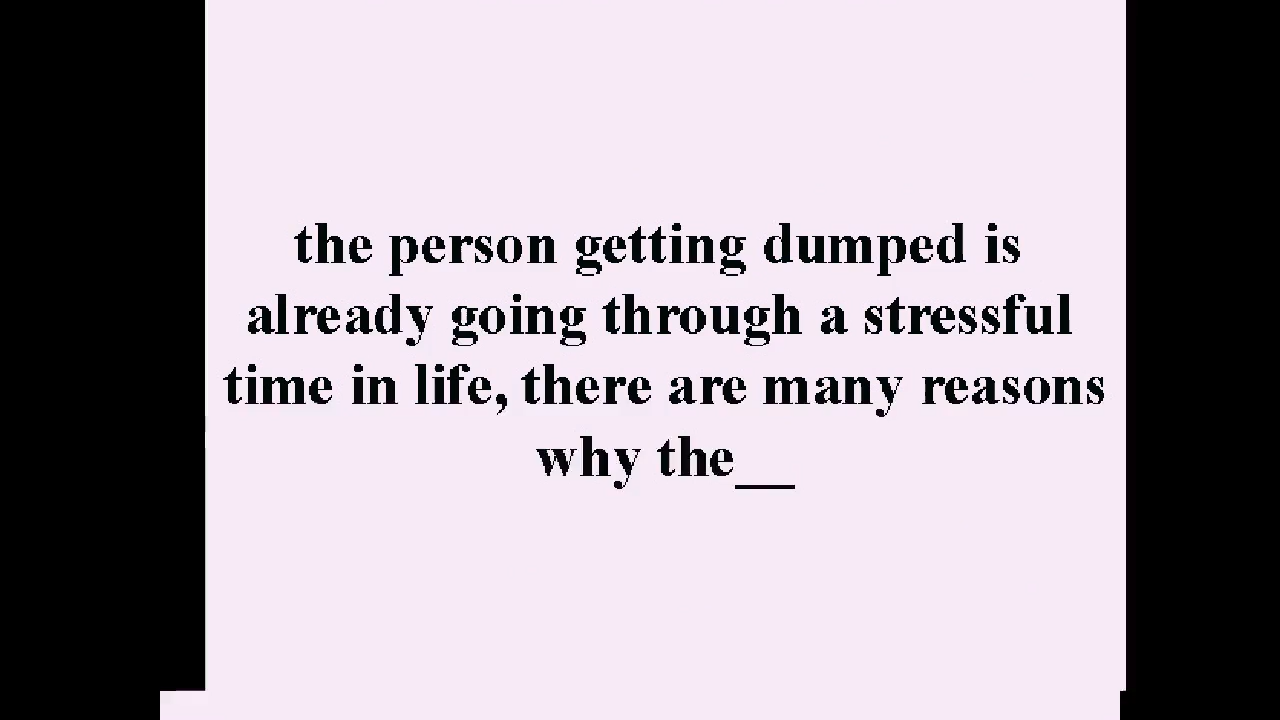 the person getting dumped is
already going through a stressful
time in life, there are many reasons
why the__